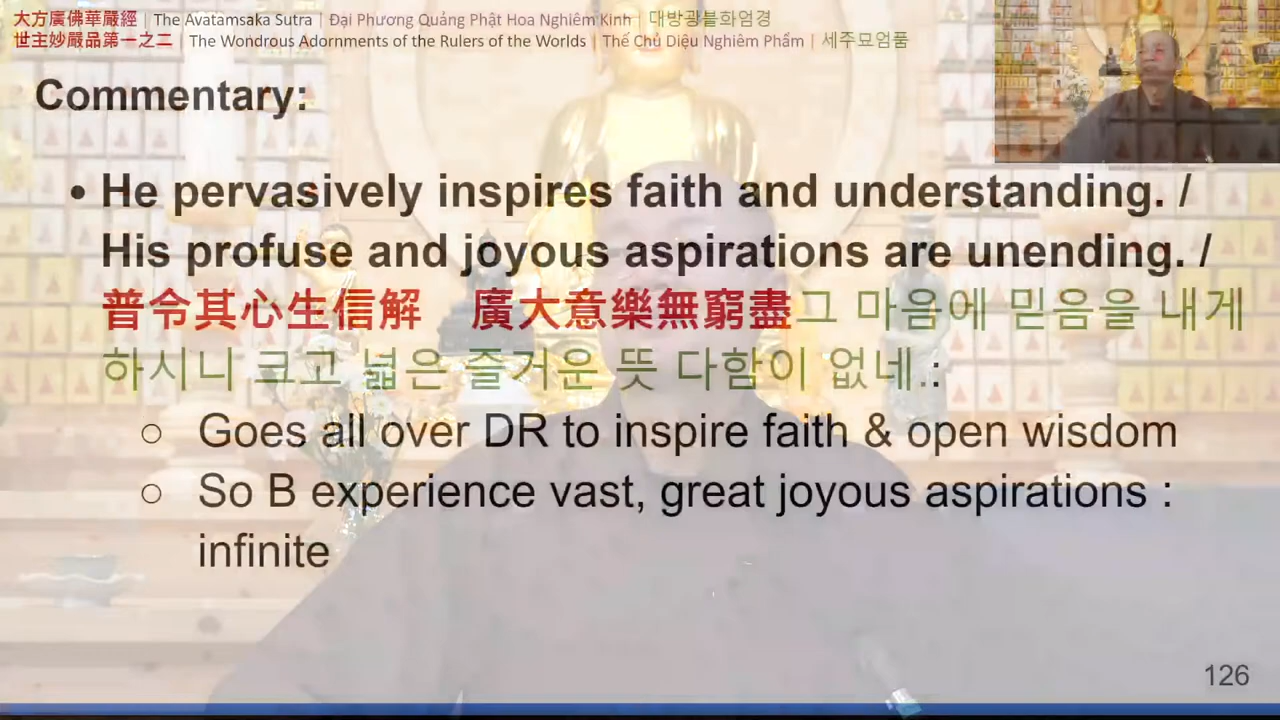 大方廣佛華嚴經 | The Avatamsaka Sutra | Đại Phương Quảng Phật Hoa Nghiêm Kinh | 대방광불화엄경
世主妙嚴品第一之二 | The Wondrous Adornments of the Rulers of the Worlds | Thế Chủ Diệu Nghiêm Phẩm | 세주묘엄품
Commentary:
• He pervasively inspires faith and understanding. /
His profuse and joyous aspirations are unending. /
普令其心生信解 廣大意樂無窮盡그 마음에 믿음을 내게
하시니 크고 넓은 즐거운 뜻 다함이 없네.:
○ Goes all over DR to inspire faith & open wisdom
○ So B experience vast, great joyous aspirations :
infinite
126